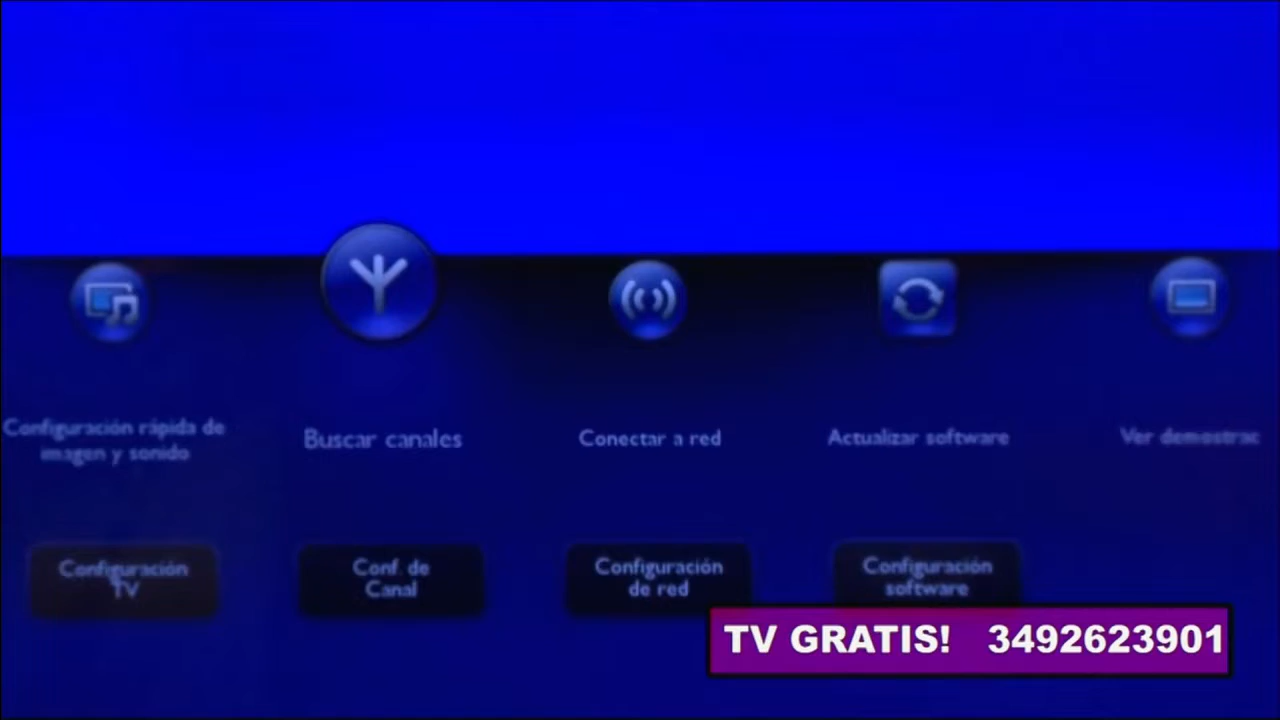 Configuración rápida de
imagen y sonido
Buscar canales
Conectar a red
Actualizar software
Ver demostrac
Configuración
TV
Conf. de
Canal
Configuración
de red
Configuración
software
TV GRATIS! 3492623901